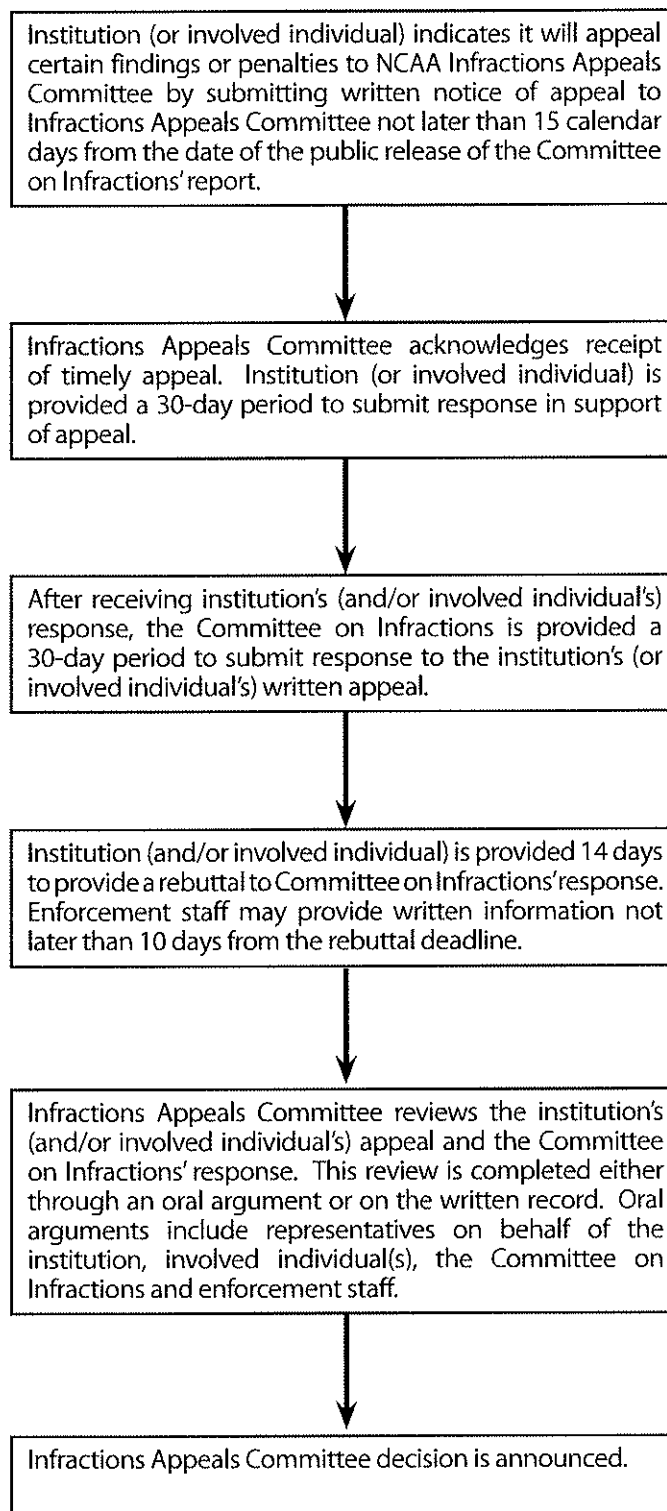 Institution (or involved individual) indicates it will appeal
certain findings or penalties to NCAA Infractions Appeals
Committee by submitting written notice of appeal to
Infractions Appeals Committee not later than 15 calendar
days from the date of the public release of the Committee
on Infractions' report.
Infractions Appeals Committee acknowledges receipt
of timely appeal. Institution (or involved individual) is
provided a 30-day period to submit response in support
of appeal.
After receiving institution's (and/or involved individual's)
response, the Committee on Infractions is provided a
30-day period to submit response to the institution's (or
involved individual's) written appeal.
Institution (and/or involved individual) is provided 14 days
to provide a rebuttal to Committee on Infractions' response.
Enforcement staff may provide written information not
later than 10 days from the rebuttal deadline.
Infractions Appeals Committee reviews the institution's
(and/or involved individual's) appeal and the Committee
on Infractions' response. This review is completed either
through an oral argument or on the written record. Oral
arguments include representatives on behalf of the
institution, involved individual(s), the Committee on
Infractions and enforcement staff.
Infractions Appeals Committee decision is announced.